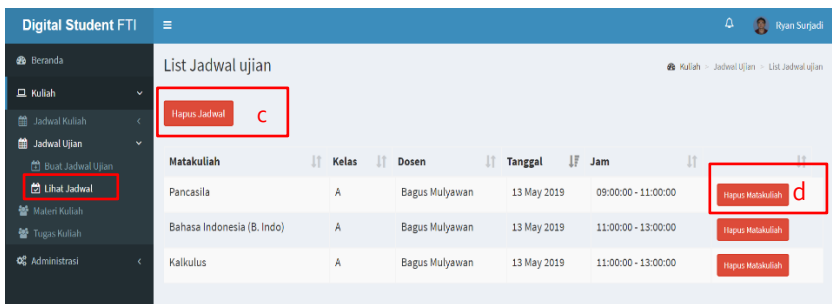 Digital Student FTI
Ryan Surjadi
Beranda
Kuliah
Jadwal Kuliah
Jadwal Ujian
Buat Jadwal Ujian
Lihat Jadwal
Materi Kuliah
Tugas Kuliah
Administrasi
List Jadwal ujian
Kuliah > Jadwal Ujian > List Jadwal ujian
Hapus Jadwal c
Matakuliah Kelas Dosen Tanggal Jam
Pancasila A Bagus Mulyawan 13 May 2019 09:00:00 - 11:00:00 Hapus Matakuliah d
Bahasa Indonesia (B. Indo) A Bagus Mulyawan 13 May 2019 11:00:00 - 13:00:00 Hapus Matakuliah
Kalkulus A Bagus Mulyawan 13 May 2019 11:00:00 - 13:00:00 Hapus Matakuliah